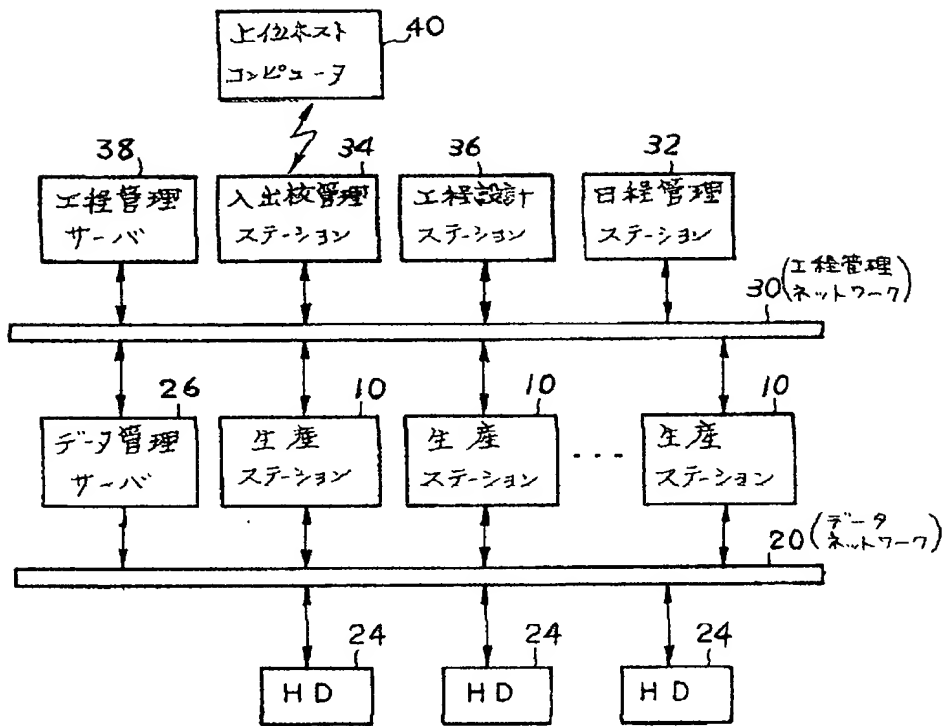 上位ホスト
コンピュータ
40
38
34
36
32
工程管理
サーバ
入出校管理
ステーション
工程設計
ステーション
日程管理
ステーション
30(工程管理
ネットワーク)
26
10
10
10
データ管理
サーバ
生産
ステーション
生産
ステーション
...
生産
ステーション
20(データ
ネットワーク)
24
24
24
HD
HD
HD